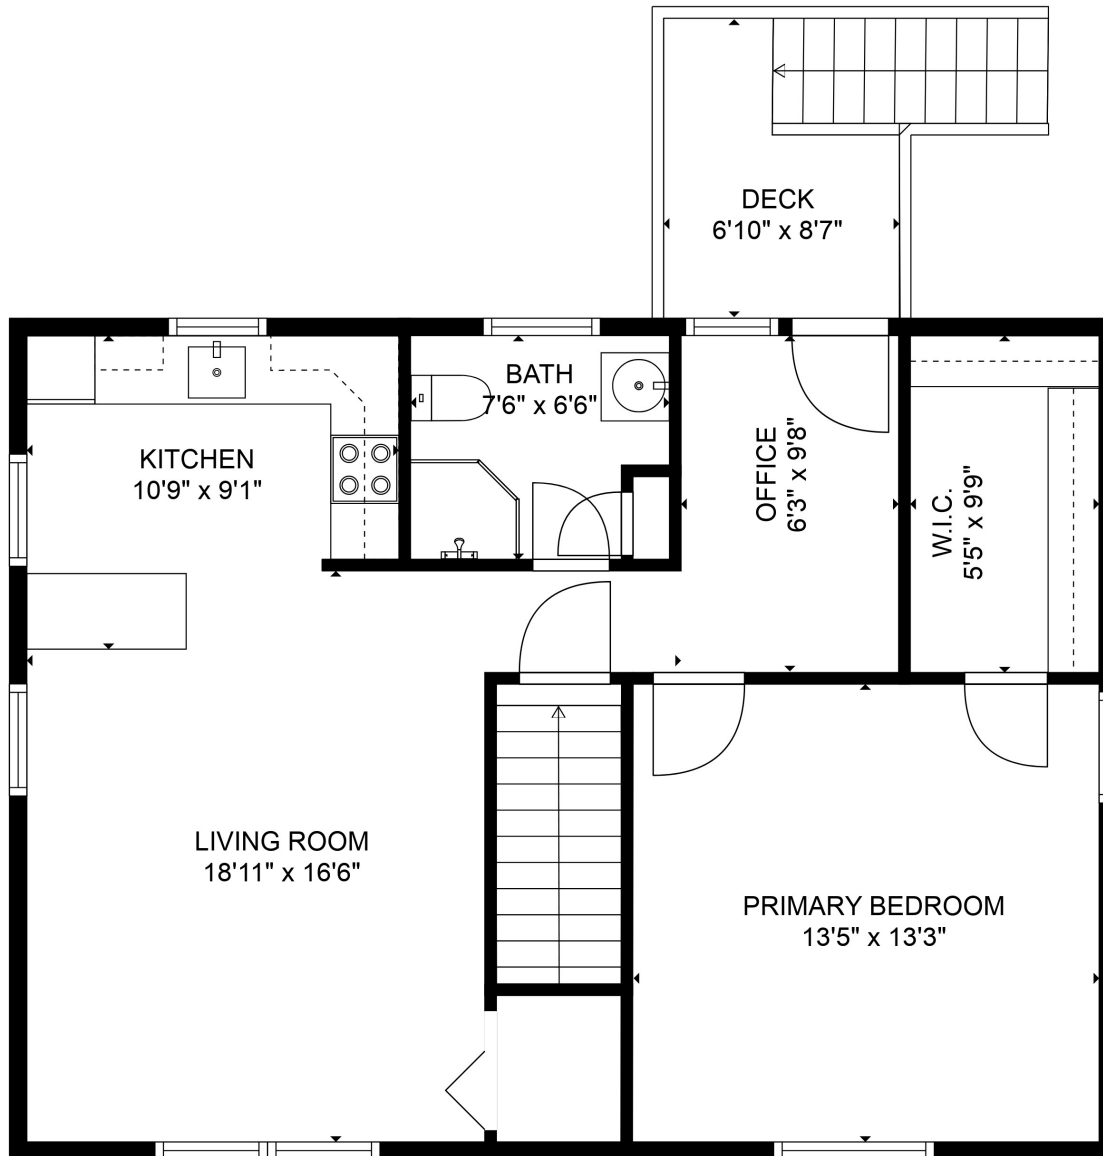 DECK
6'10" x 8'7"
BATH
7'6" x 6'6"
KITCHEN
10'9" x 9'1"
OFFICE
6'3" x 9'8"
W.I.C.
5'5" x 9'9"
LIVING ROOM
18'11" x 16'6"
PRIMARY BEDROOM
13'5" x 13'3"